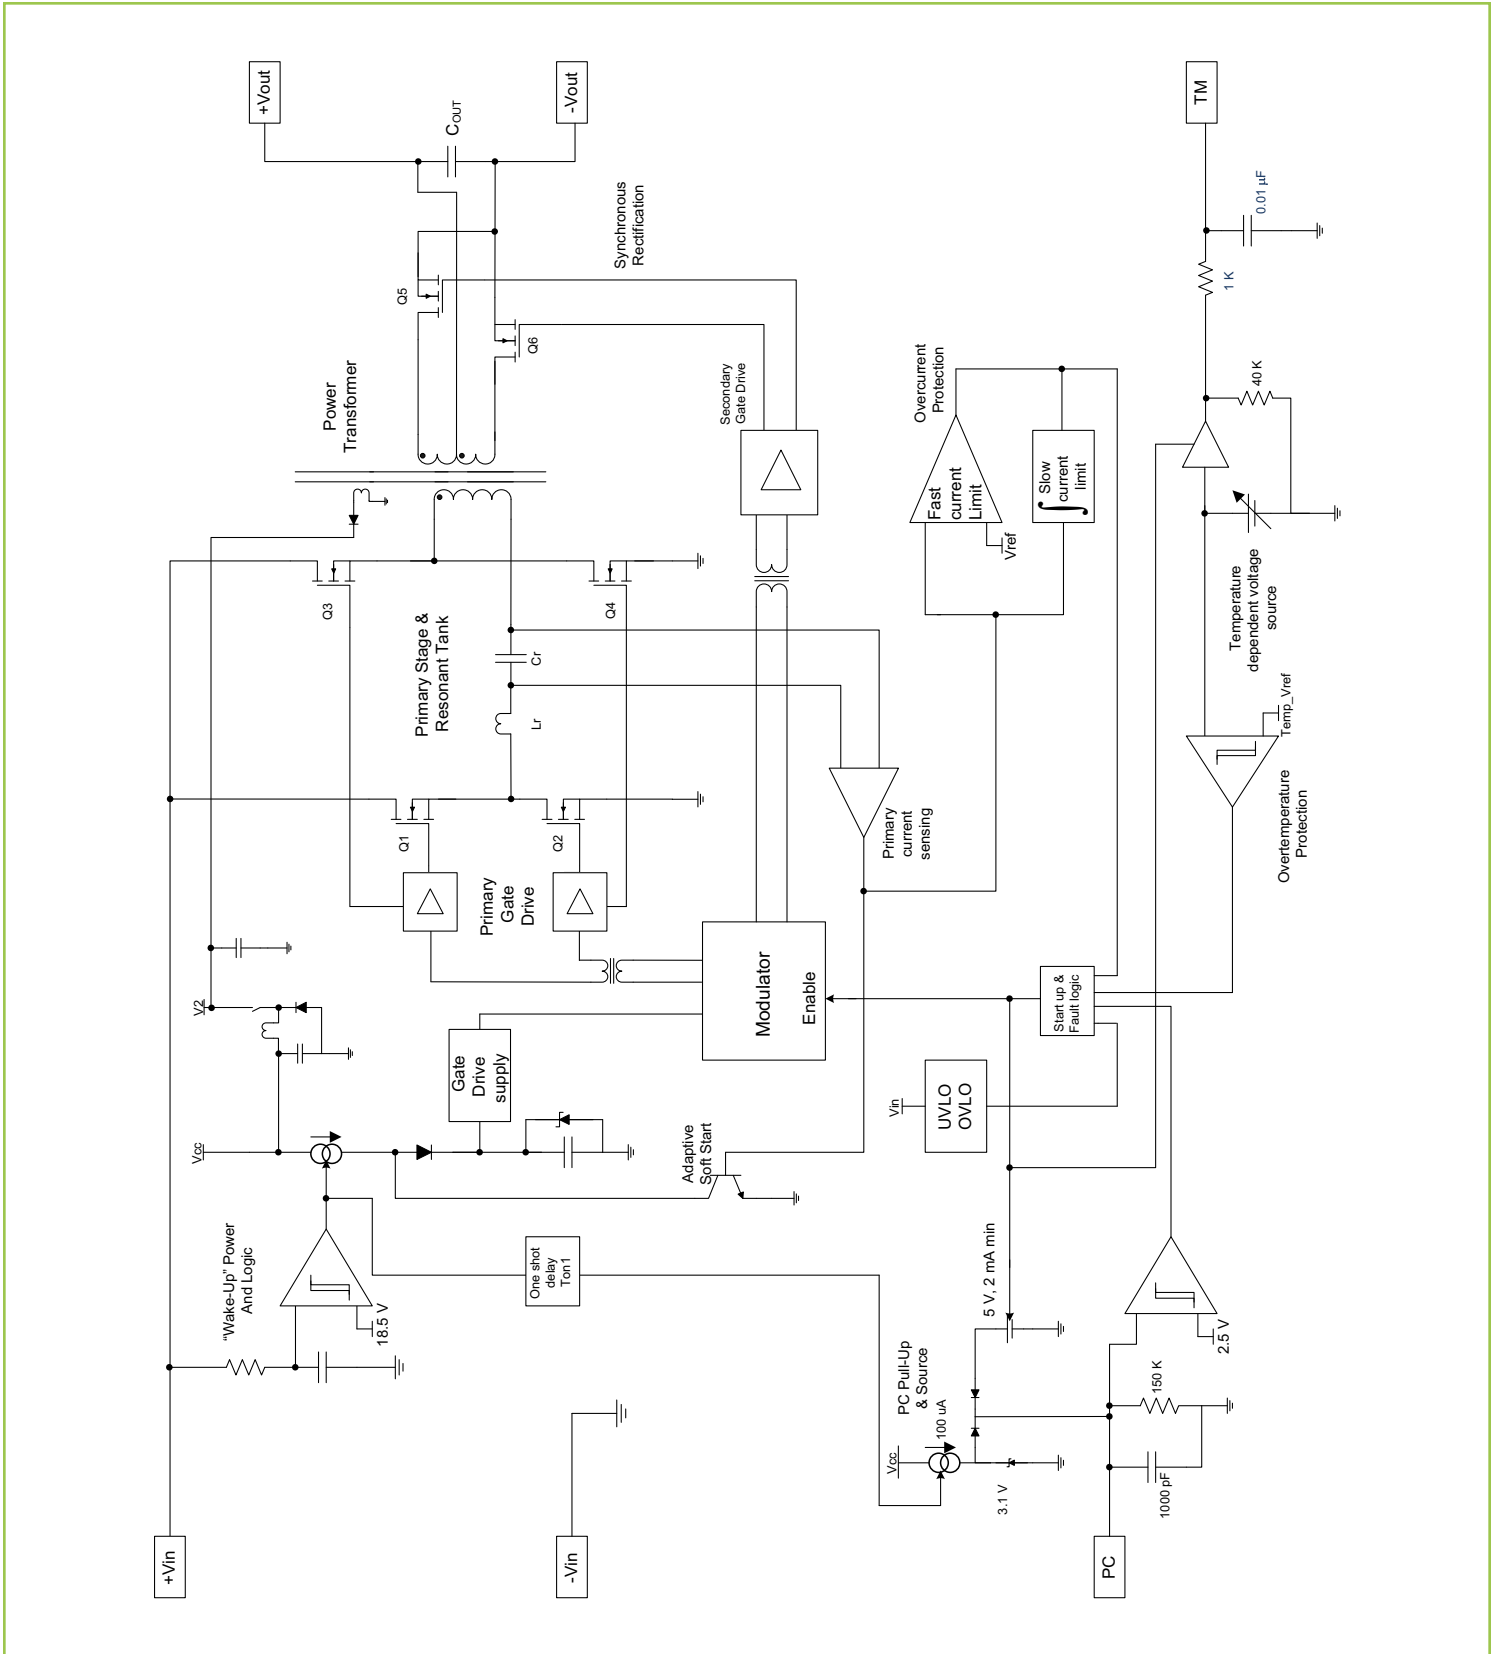 +Vout
COUT
-Vout
Synchronous
Rectification
Q5
Q6
Power
Transformer
Secondary
Gate Drive
Q3
Q4
Primary Stage &
Resonant Tank
Cr
Lr
Q1
Q2
Primary
Gate
Drive
Modulator
Enable
V2
Vcc
Gate
Drive
supply
Adaptive
Soft Start
"Wake-Up" Power
And Logic
18.5 V
One shot
delay
Ton1
+Vin
-Vin
TM
0.01 µF
1 K
40 K
Overcurrent
Protection
Fast
current
Limit
Vref
Slow
current
limit
Temperature
dependent voltage
source
Temp_Vref
Overtemperature
Protection
Primary
current
sensing
Start up &
Fault logic
Vin
UVLO
OVLO
5 V, 2 mA min
2.5 V
PC Pull-Up
& Source
100 uA
Vcc
3.1 V
150 K
1000 pF
PC